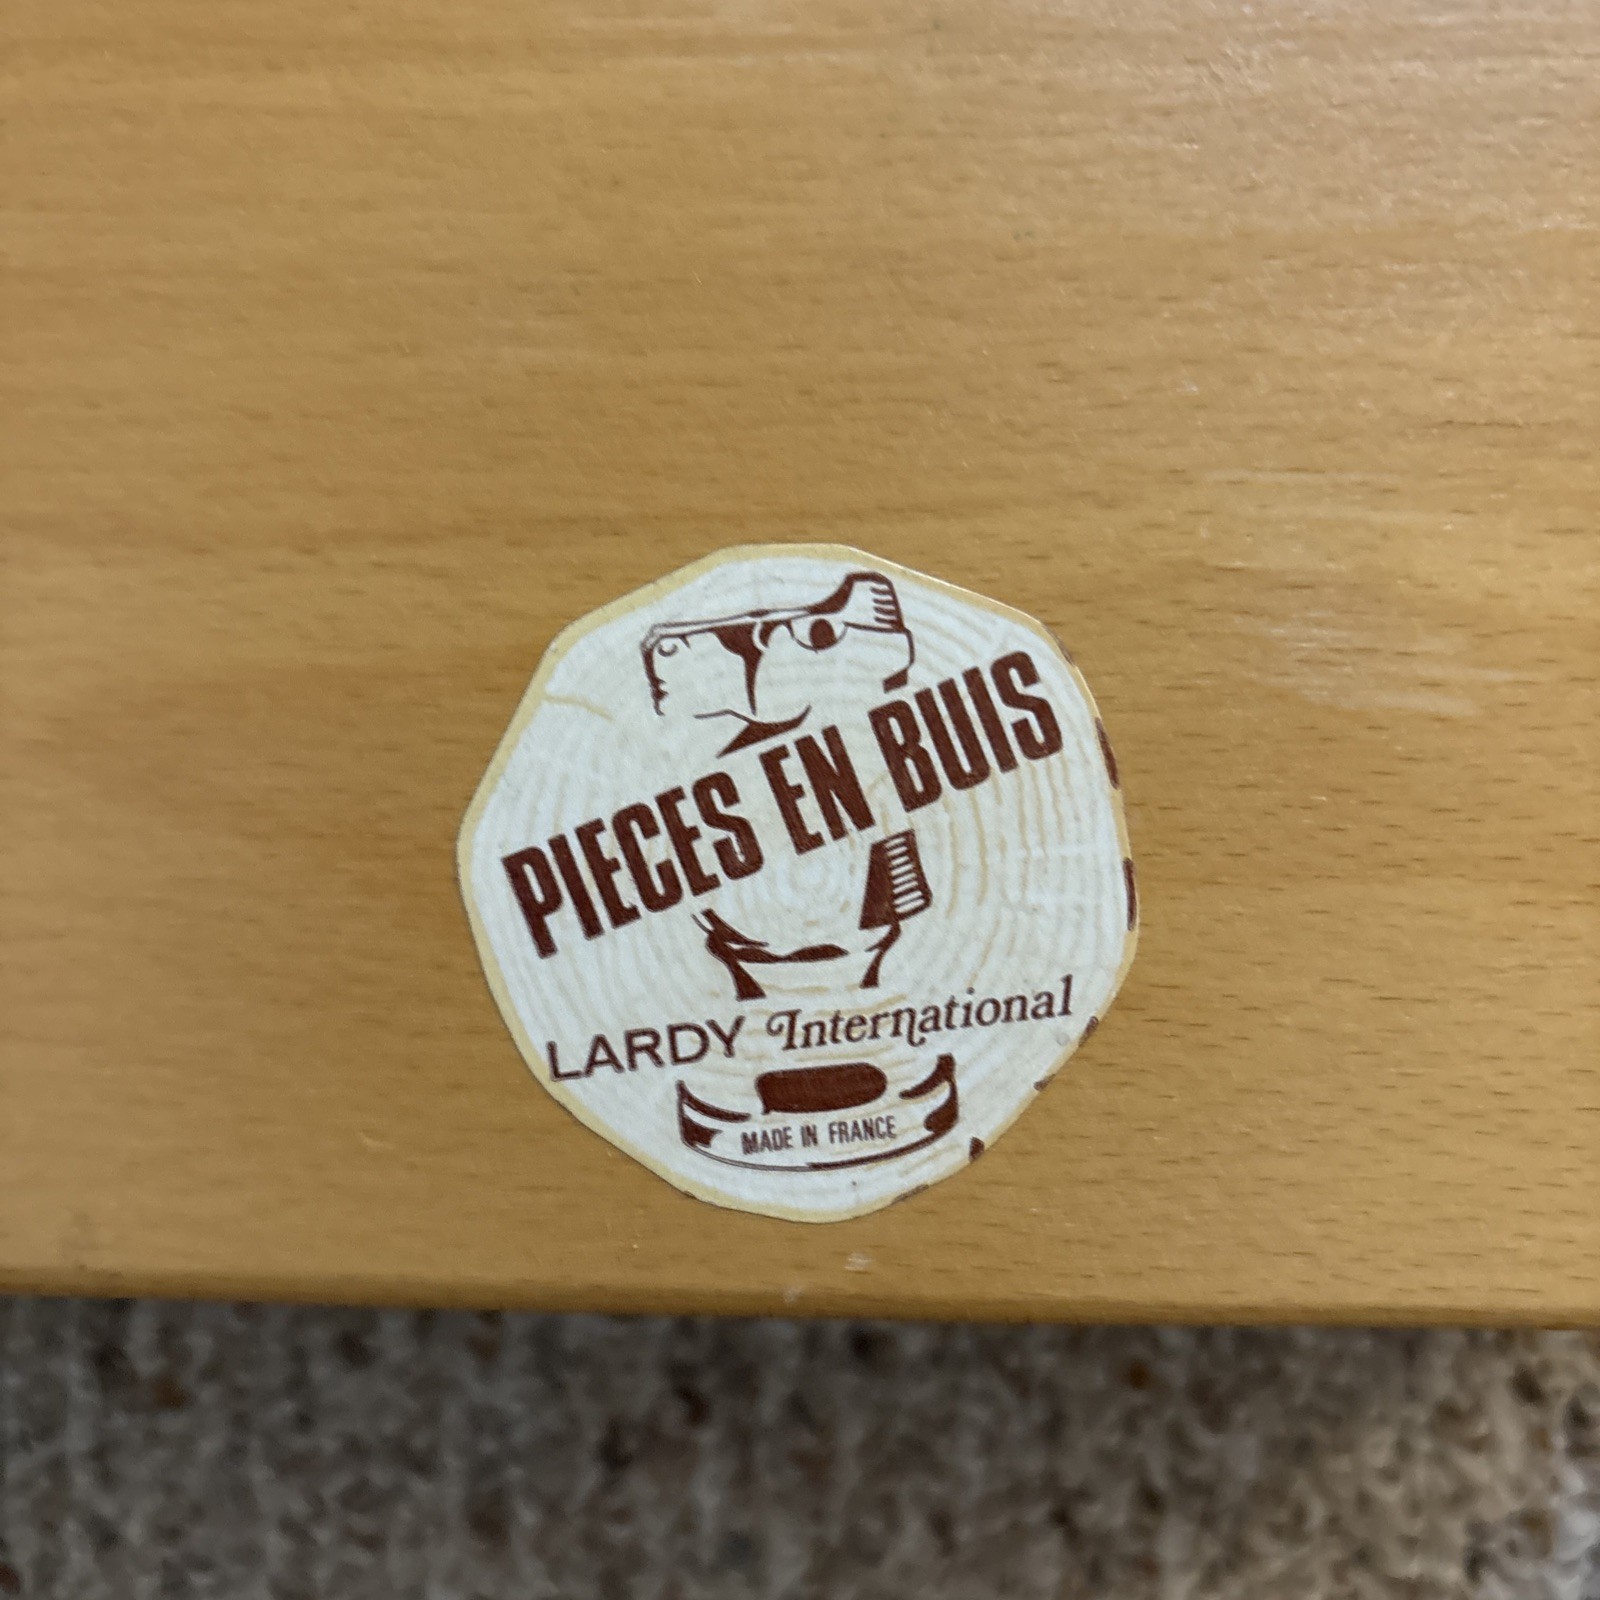 PIECES EN BUIS
LARDY International
MADE IN FRANCE